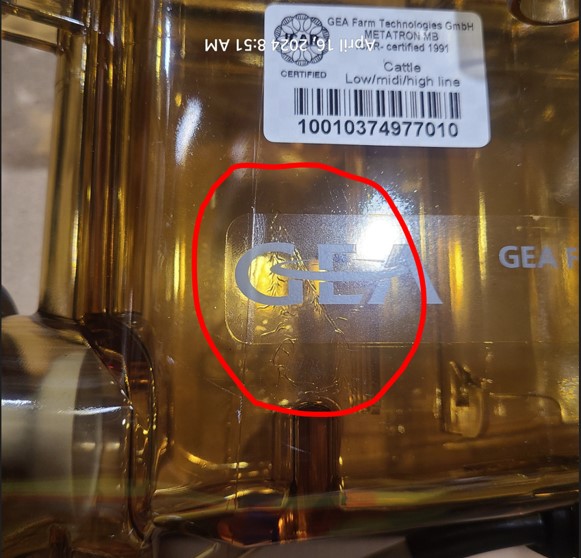 GEA Farm Technologies GmbH
METATRON MB
- certified 1991
Cattle
Low/midi/high line
ICAR
CERTIFIED
10010374977010
April 16, 2024 8:51 AM
GEA
GEA F